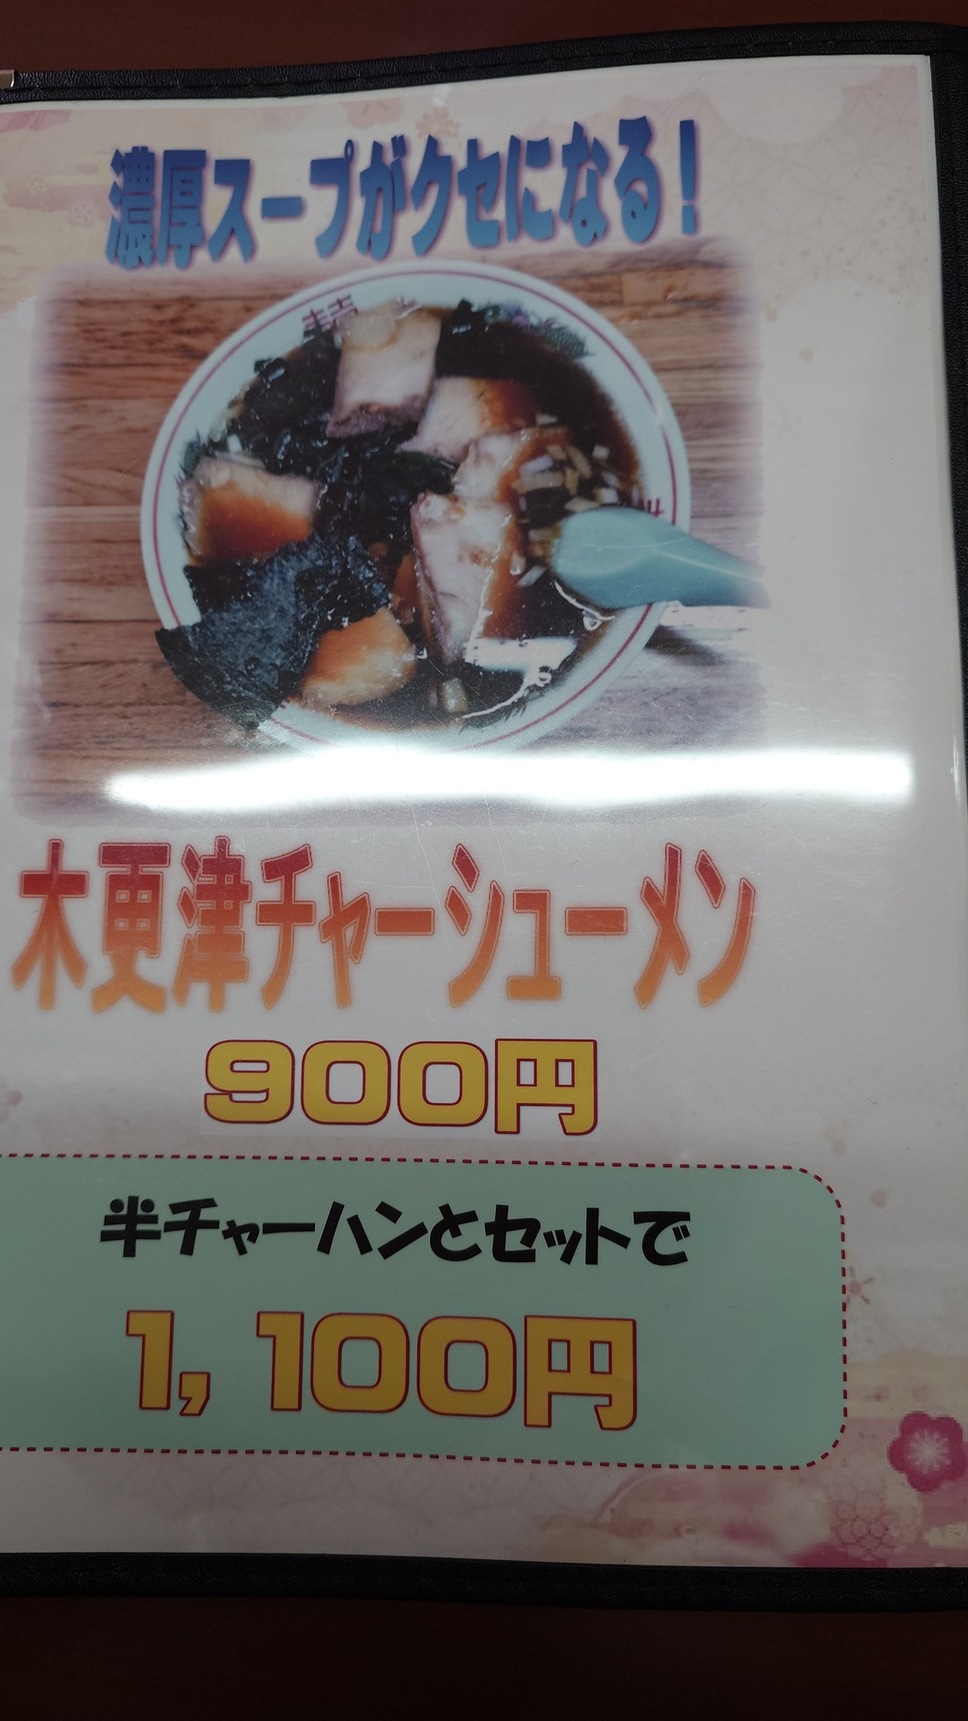 濃厚スープがクセになる！
木更津チャーシューメン
900円
半チャーハンとセットで
1,100円